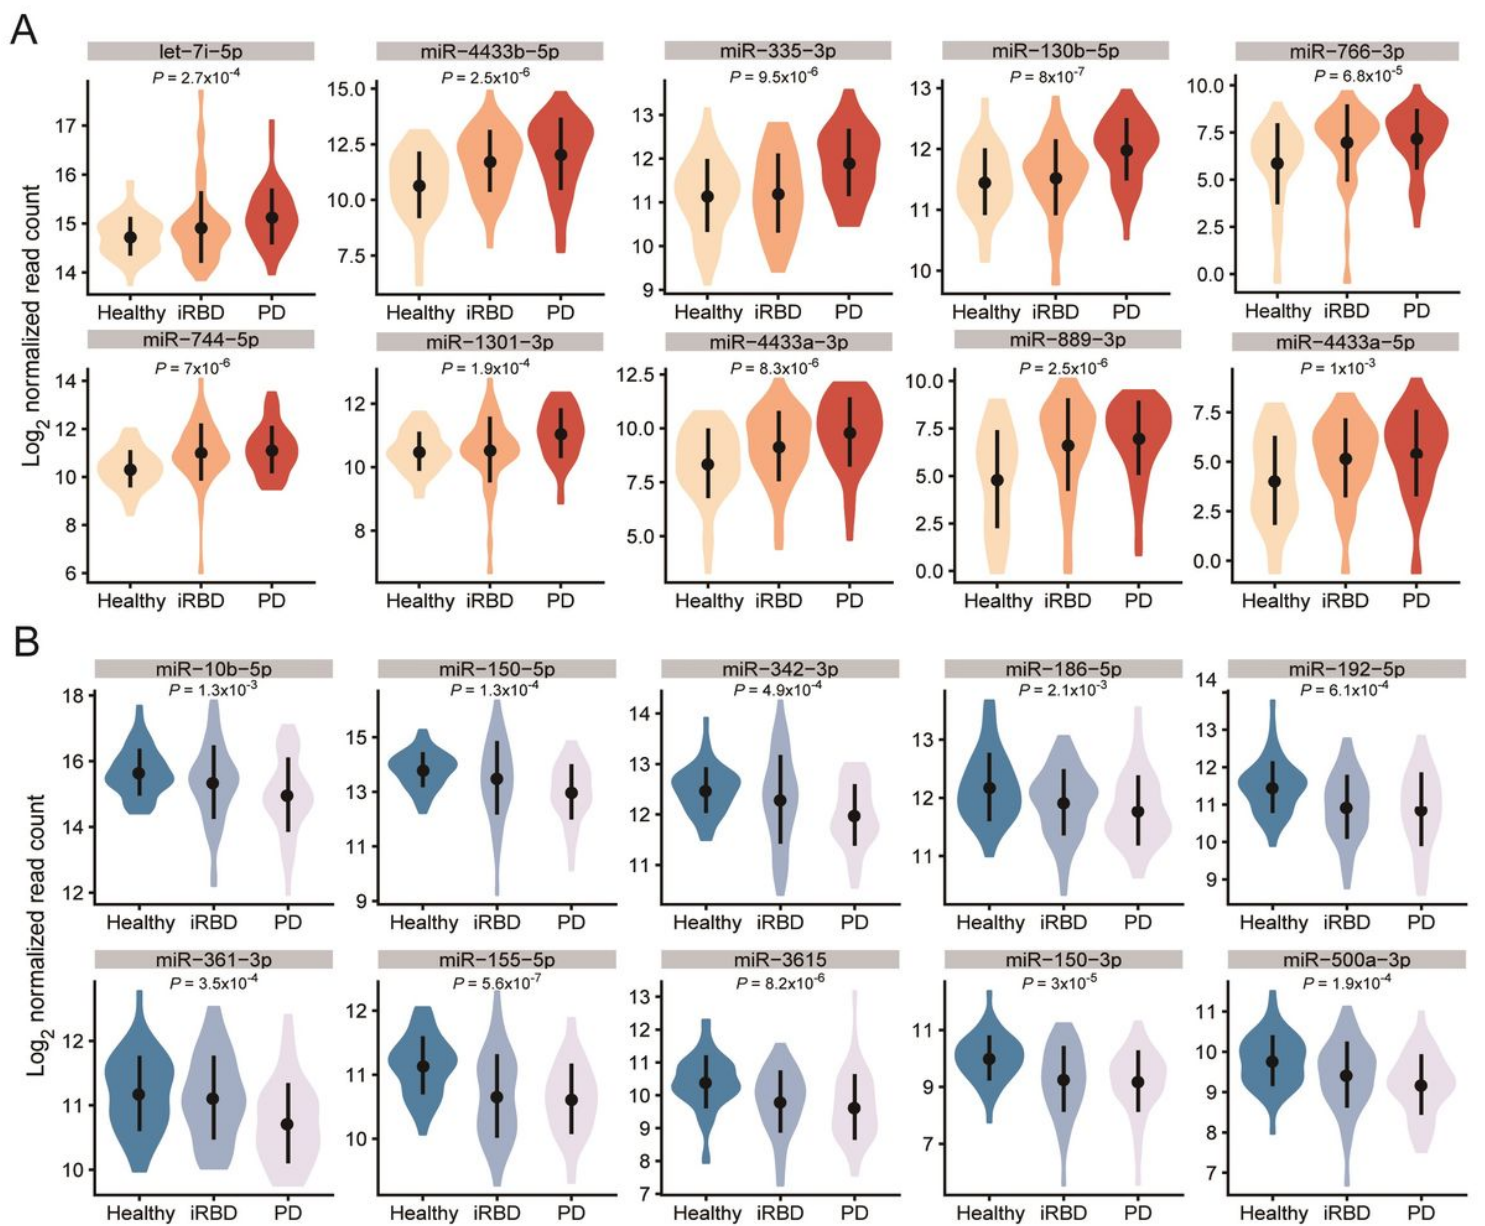 A
let-7i-5p miR-4433b-5p miR-335-3p miR-130b-5p miR-766-3p
P = 2.7x10-4 P = 2.5x10-6 P = 9.5x10-6 P = 8x10-7 P = 6.8x10-5
17 16 15 14
15.0 12.5 10.0 7.5
13 12 11 10 9
13 12 11 10
10.0 7.5 5.0 2.5 0.0
Healthy iRBD PD Healthy iRBD PD Healthy iRBD PD Healthy iRBD PD Healthy iRBD PD
Log2 normalized read count
miR-744-5p miR-1301-3p miR-4433a-3p miR-889-3p miR-4433a-5p
P = 7x10-6 P = 1.9x10-4 P = 8.3x10-6 P = 2.5x10-6 P = 1x10-3
14 12 10 8 6
12 10 8
12.5 10.0 7.5 5.0
10.0 7.5 5.0 2.5 0.0
7.5 5.0 2.5 0.0
Healthy iRBD PD Healthy iRBD PD Healthy iRBD PD Healthy iRBD PD Healthy iRBD PD
Log2 normalized read count
B
miR-10b-5p miR-150-5p miR-342-3p miR-186-5p miR-192-5p
P = 1.3x10-3 P = 1.3x10-4 P = 4.9x10-4 P = 2.1x10-3 P = 6.1x10-4
18 16 14 12
15 13 11 9
14 13 12 11
13 12 11
14 13 12 11 10 9
Healthy iRBD PD Healthy iRBD PD Healthy iRBD PD Healthy iRBD PD Healthy iRBD PD
Log2 normalized read count
miR-361-3p miR-155-5p miR-3615 miR-150-3p miR-500a-3p
P = 3.5x10-4 P = 5.6x10-7 P = 8.2x10-6 P = 3x10-5 P = 1.9x10-4
12 11 10
12 11 10
13 12 11 10 9 8 7
11 9 7
11 10 9 8 7
Healthy iRBD PD Healthy iRBD PD Healthy iRBD PD Healthy iRBD PD Healthy iRBD PD
Log2 normalized read count